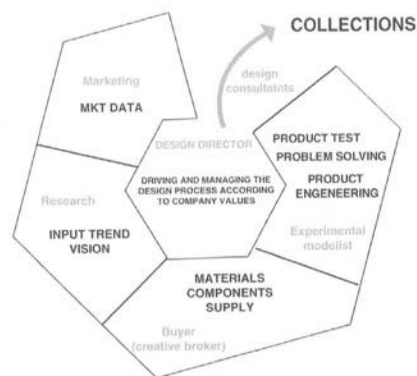 COLLECTIONS
design
consultaints
Marketing
MKT DATA
DESIGN DIRECTOR
DRIVING AND MANAGING THE
DESIGN PROCESS ACCORDING
TO COMPANY VALUES
PRODUCT TEST
PROBLEM SOLVING
PRODUCT
ENGENEERING
Experimental
modelist
Research
INPUT TREND
VISION
MATERIALS
COMPONENTS
SUPPLY
Buyer
(creative broker)